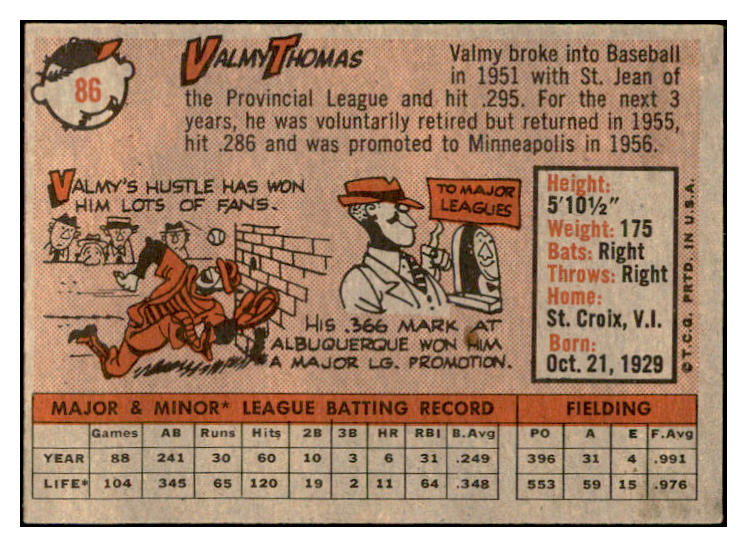 86
VALMY THOMAS
Valmy broke into Baseball
in 1951 with St. Jean of
the Provincial League and hit .295. For the next 3
years, he was voluntarily retired but returned in 1955,
hit .286 and was promoted to Minneapolis in 1956.
VALMY'S HUSTLE HAS WON
HIM LOTS OF FANS.
TO MAJOR
LEAGUES
HIS .366 MARK AT
ALBUQUERQUE WON HIM
A MAJOR LG. PROMOTION.
Height:
5'10½"
Weight: 175
Bats: Right
Throws: Right
Home:
St. Croix, V.I.
Born:
Oct. 21, 1929
© T.C.G. PRTD. IN U.S.A.
MAJOR & MINOR* LEAGUE BATTING RECORD FIELDING
Games AB Runs Hits 2B 3B HR RBI B.Avg PO A E F.Avg
YEAR 88 241 30 60 10 3 6 31 .249 396 31 4 .991
LIFE* 104 345 65 120 19 2 11 64 .348 553 59 15 .976